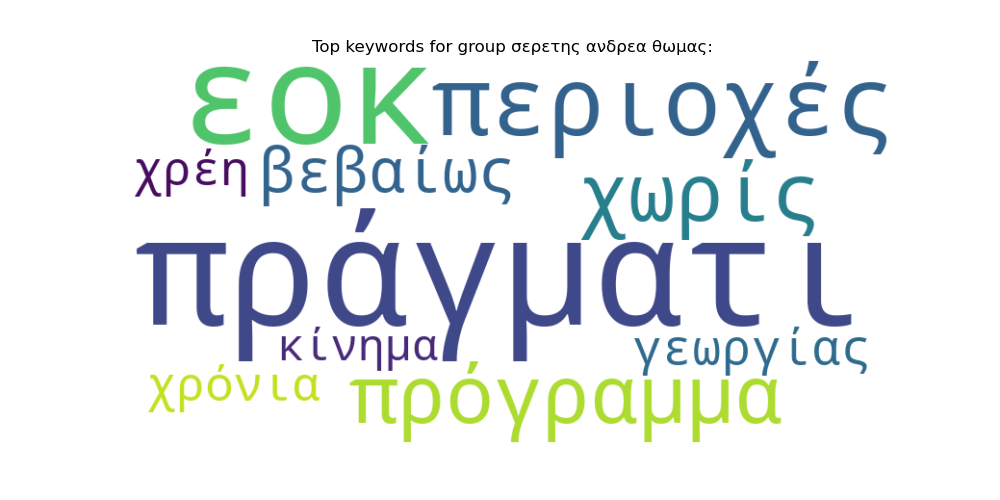 Top keywords for group σερετης ανδρεα θωμας:
εοκ περιοχές
χρέη βεβαίως χωρίς
πράγματι
κίνημα γεωργίας
χρόνια πρόγραμμα